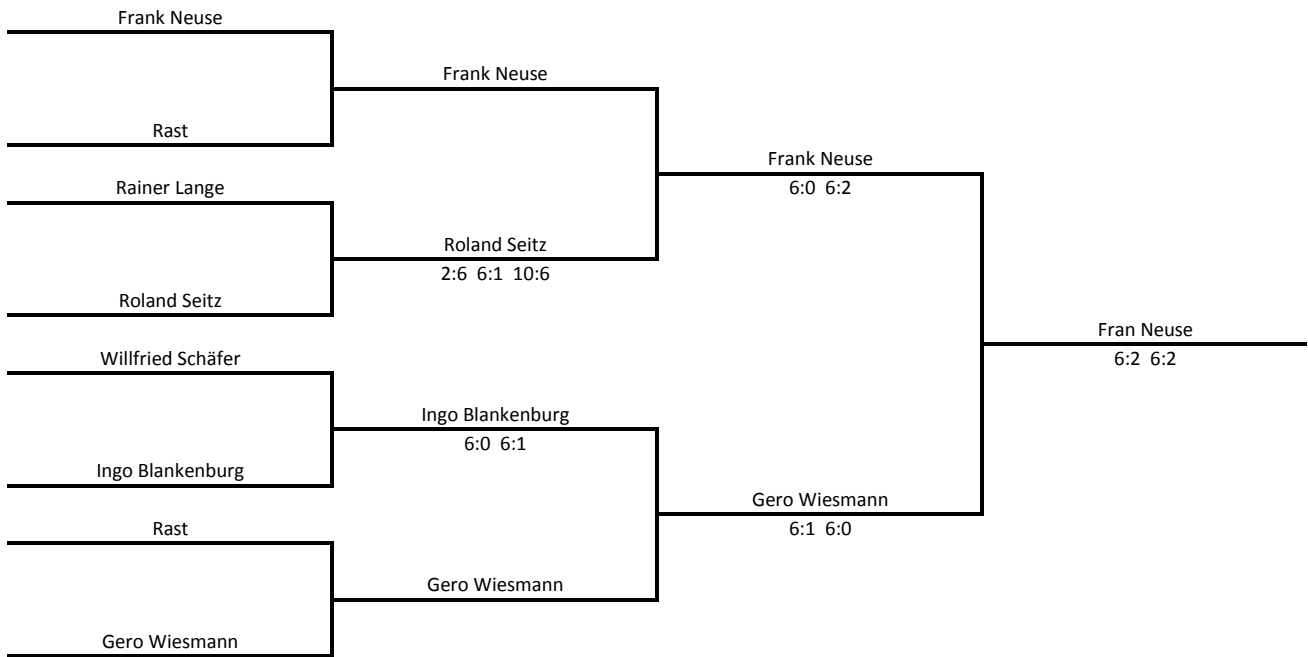 Frank Neuse
Frank Neuse
Rast
Frank Neuse
Rainer Lange
6:0 6:2
Roland Seitz
2:6 6:1 10:6
Roland Seitz
Fran Neuse
Willfried Schäfer
6:2 6:2
Ingo Blankenburg
6:0 6:1
Ingo Blankenburg
Gero Wiesmann
Rast
6:1 6:0
Gero Wiesmann
Gero Wiesmann